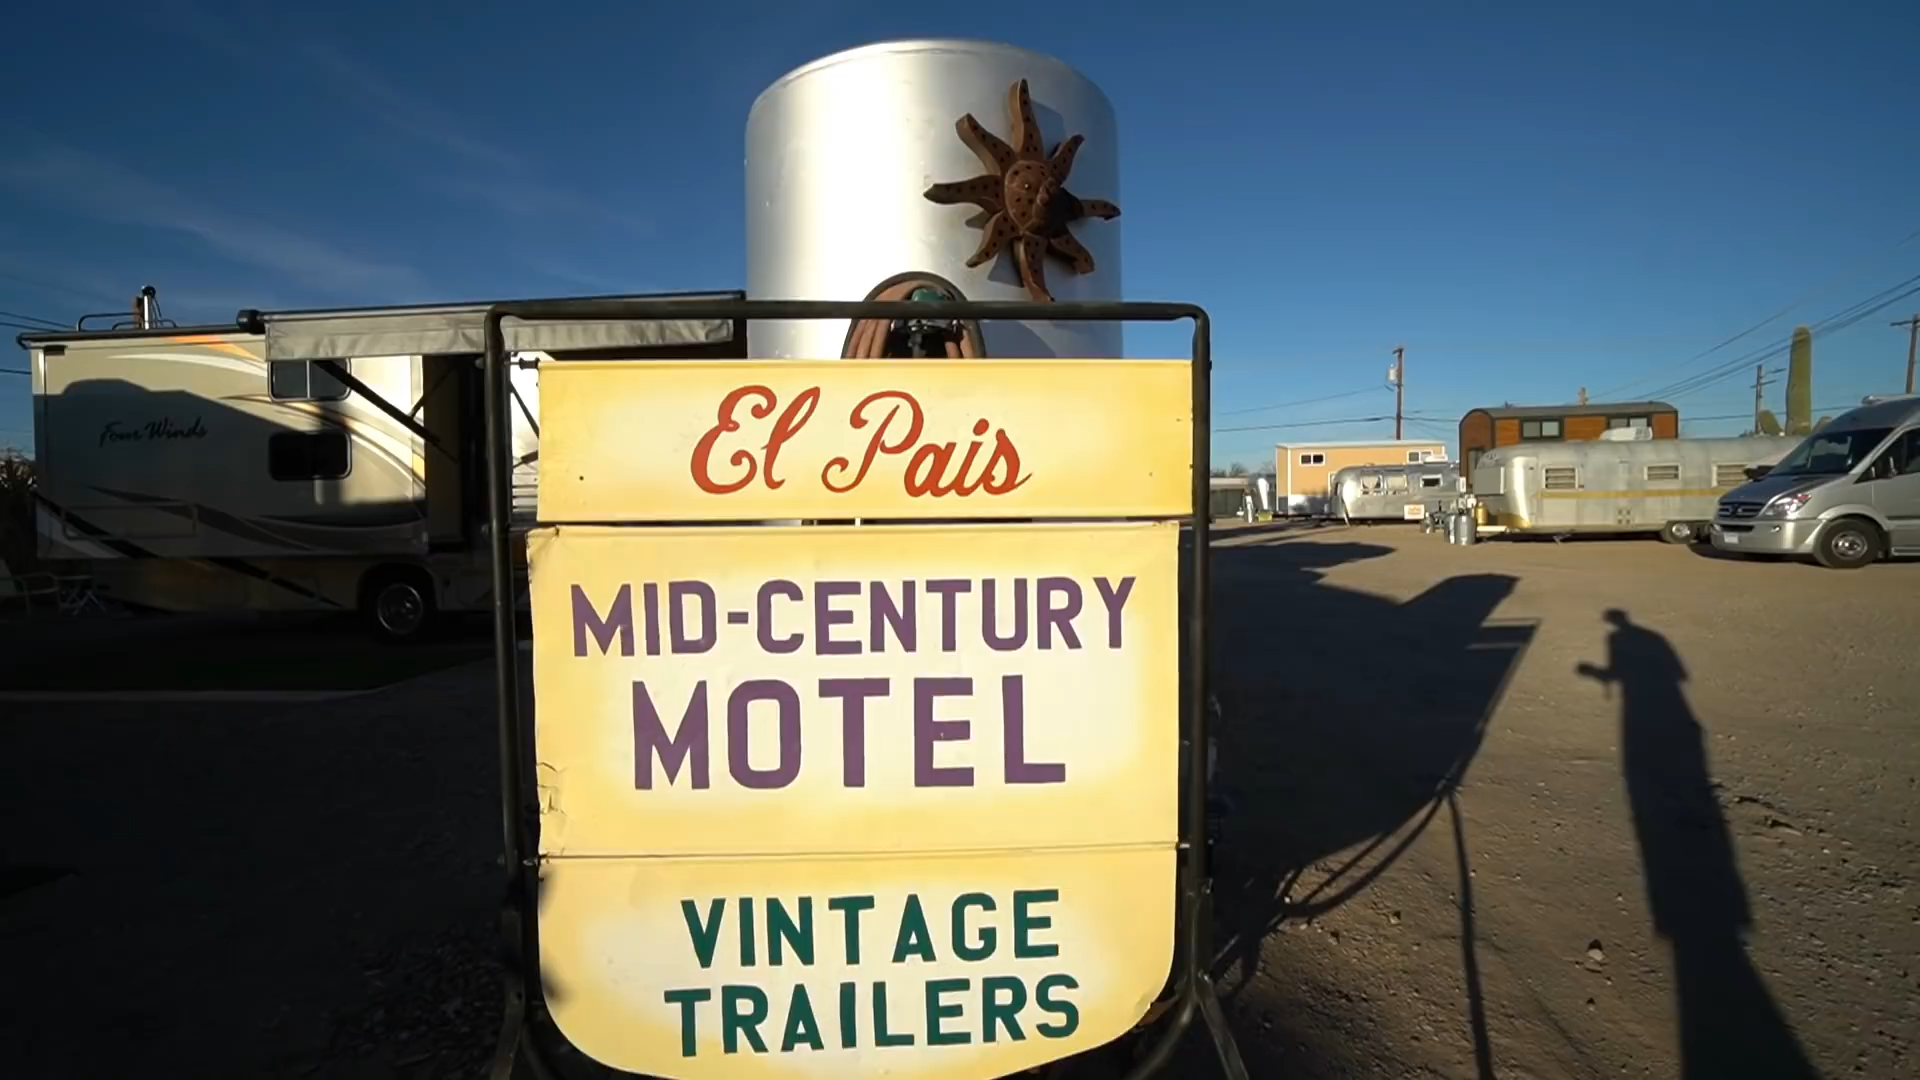 El Pais
MID-CENTURY
MOTEL
VINTAGE
TRAILERS
Four Winds